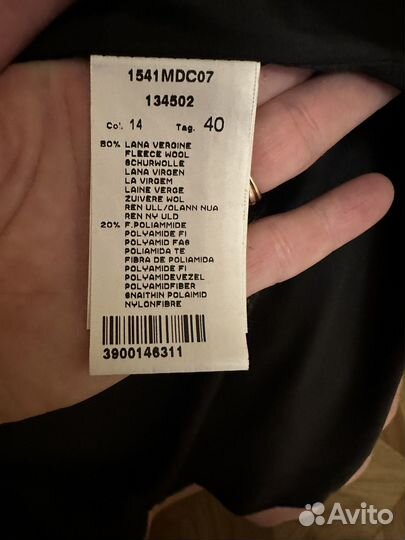 1541MDC07
134502
Co'. 14 Tag. 40
80% LANA VERGINE
FLEECE WOOL
SCHURWOLLE
LANA VIRGEN
LA VIRGEM
LAINE VERGE
ZUIVERE WOL
REN ULL/OLANN NUA
REN NY ULD
20% F.POLIAMMIDE
POLYAMIDE FI
POLYAMID FAS
POLIAMIDA TE
FIBRA DE POLIAMIDA
POLYAMIDE FI
POLYAMIDEVEZEL
POLYAMIDFIBER
SNAITHIN POLAIMID
NYLONFIBRE
3900146311
Avito